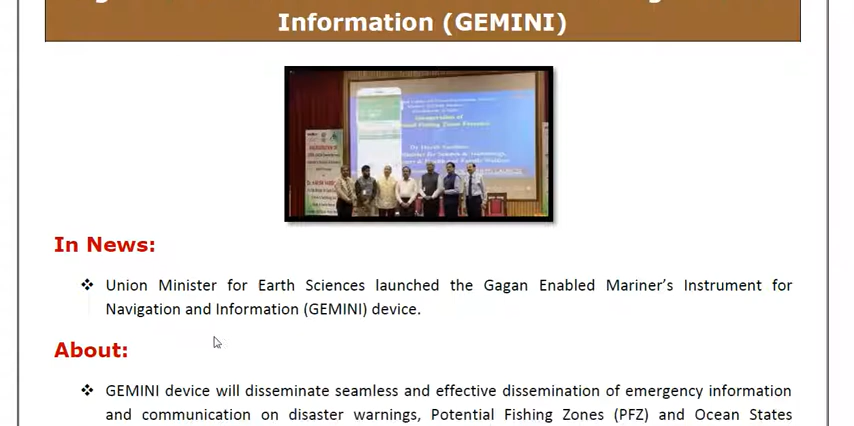 Information (GEMINI)
Inauguration of
In News:
❖ Union Minister for Earth Sciences launched the Gagan Enabled Mariner's Instrument for
Navigation and Information (GEMINI) device.
About:
❖ GEMINI device will disseminate seamless and effective dissemination of emergency information
and communication on disaster warnings, Potential Fishing Zones (PFZ) and Ocean States